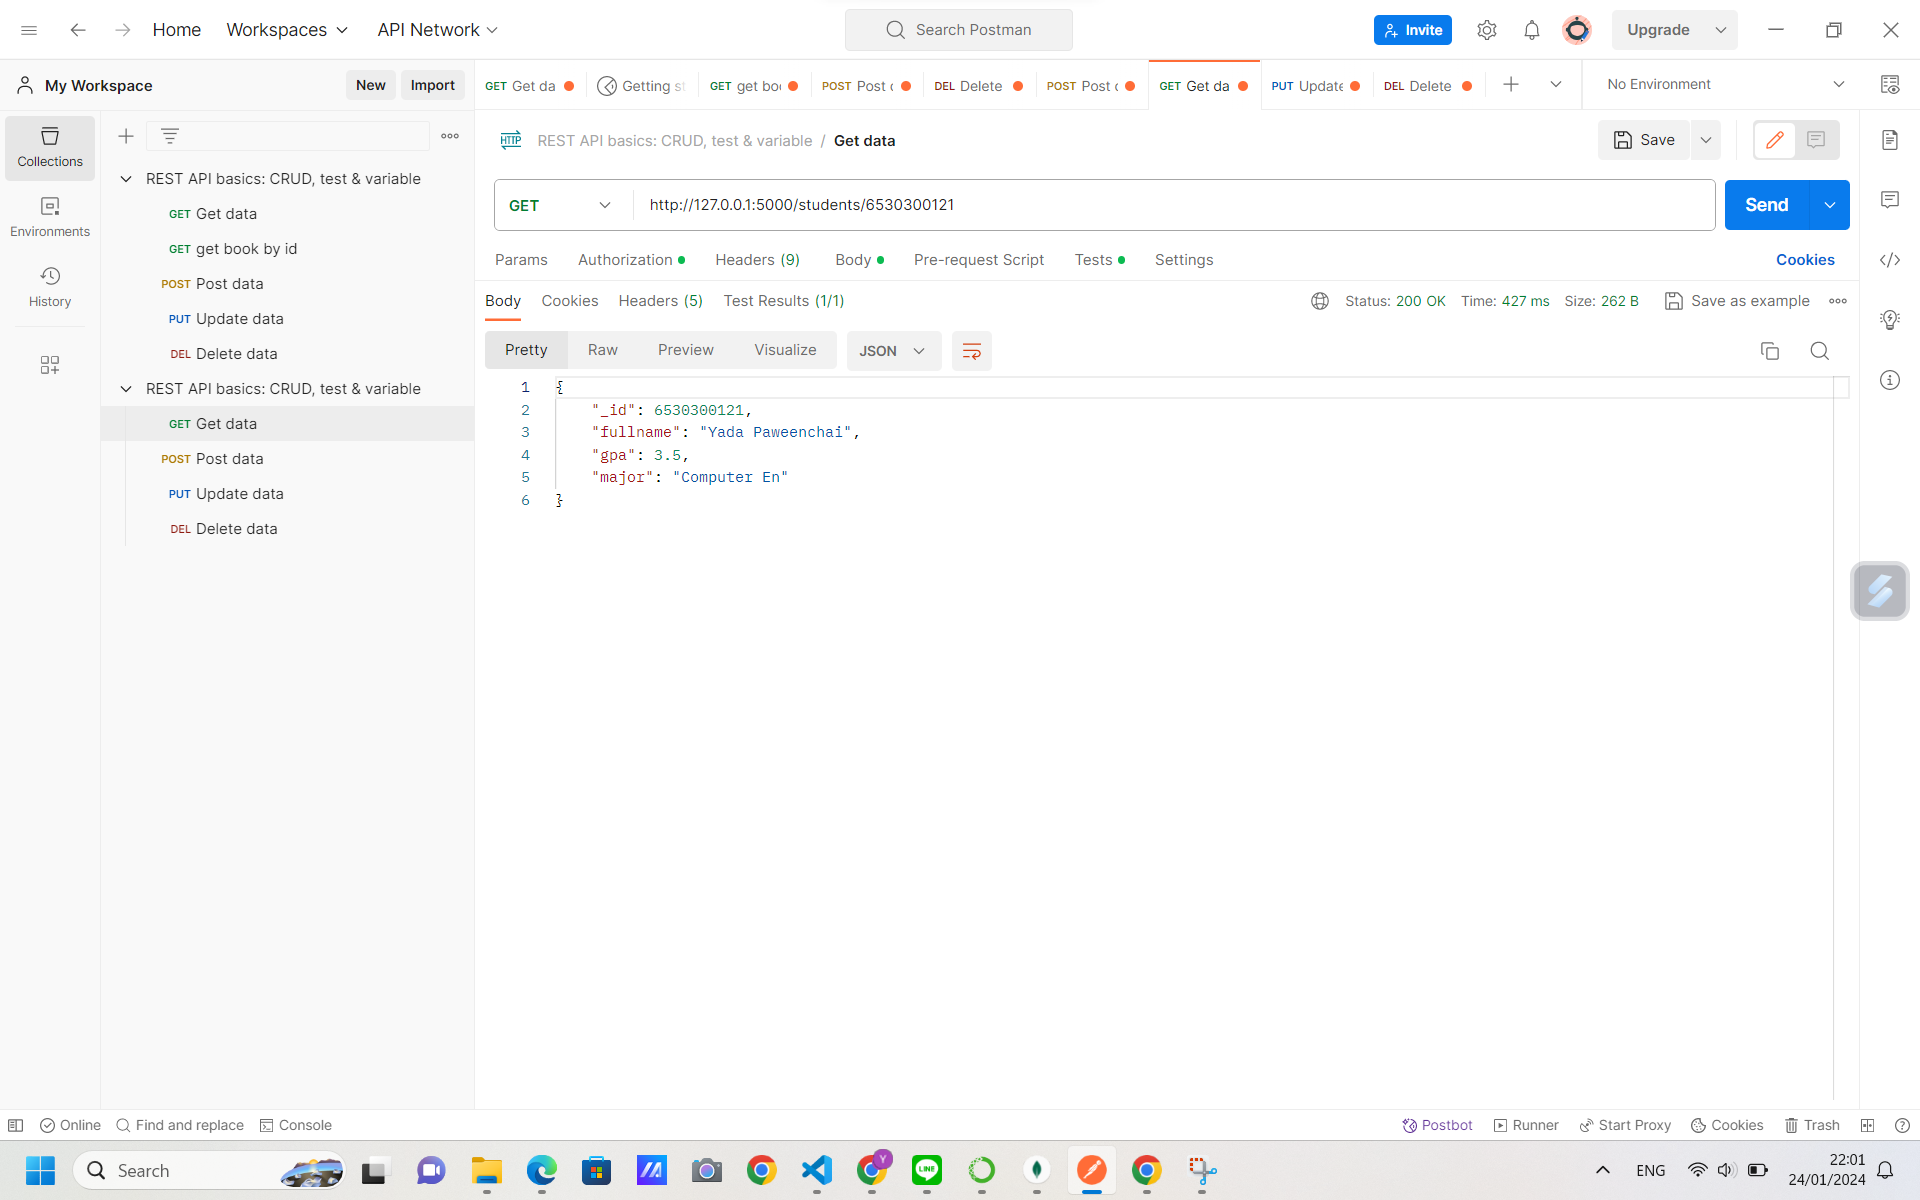 Home Workspaces API Network Search Postman Invite Upgrade
My Workspace New Import
GET Get da Getting st GET get boo POST Post d DEL Delete POST Post d GET Get da PUT Update DEL Delete No Environment
Collections
Environments
History
REST API basics: CRUD, test & variable
GET Get data
GET get book by id
POST Post data
PUT Update data
DEL Delete data
REST API basics: CRUD, test & variable
GET Get data
POST Post data
PUT Update data
DEL Delete data
HTTP REST API basics: CRUD, test & variable / Get data Save
GET http://127.0.0.1:5000/students/6530300121 Send
Params Authorization Headers (9) Body Pre-request Script Tests Settings Cookies
Body Cookies Headers (5) Test Results (1/1) Status: 200 OK Time: 427 ms Size: 262 B Save as example
Pretty Raw Preview Visualize JSON
1 {
2 "_id": 6530300121,
3 "fullname": "Yada Paweenchai",
4 "gpa": 3.5,
5 "major": "Computer En"
6 }
Online Find and replace Console Postbot Runner Start Proxy Cookies Trash
Search Y LINE ENG 22:01
24/01/2024